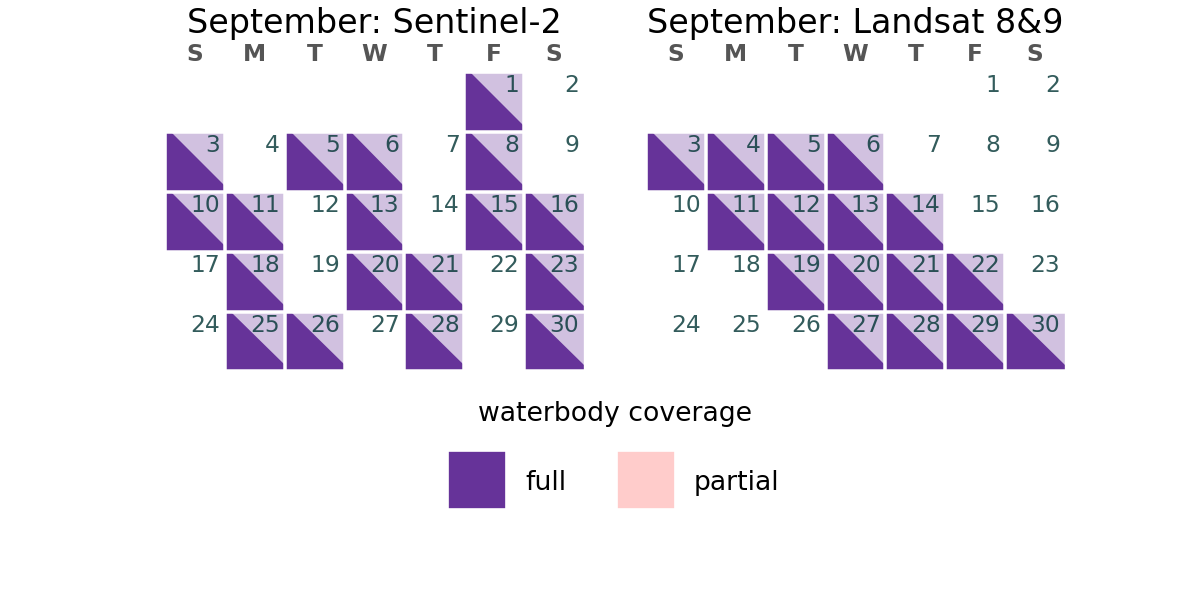 September: Sentinel-2
S M T W T F S
1 2
3 4 5 6 7 8 9
10 11 12 13 14 15 16
17 18 19 20 21 22 23
24 25 26 27 28 29 30
September: Landsat 8&9
S M T W T F S
1 2
3 4 5 6 7 8 9
10 11 12 13 14 15 16
17 18 19 20 21 22 23
24 25 26 27 28 29 30
waterbody coverage
full partial